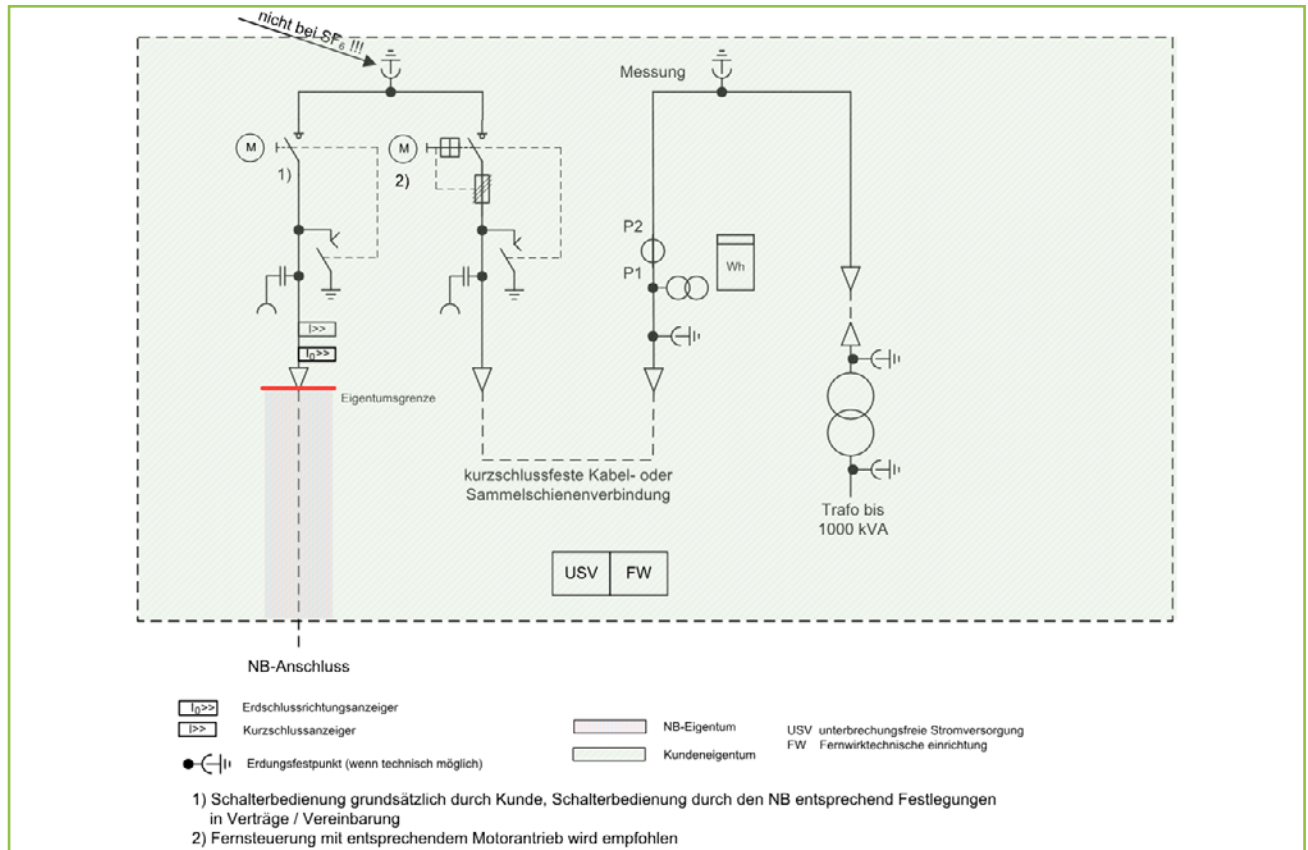 nicht bei SF₆ !!!
Messung
M
1)
M
2)
P2
P1
Wh
I>>
I₀>>
Eigentumsgrenze
kurzschlussfeste Kabel- oder
Sammelschienenverbindung
Trafo bis
1000 kVA
USV
FW
NB-Anschluss
I₀>> Erdschlussrichtungsanzeiger
I>> Kurzschlussanzeiger
Erdungsfestpunkt (wenn technisch möglich)
NB-Eigentum
Kundeneigentum
USV unterbrechungsfreie Stromversorgung
FW Fernwirktechnische einrichtung
1) Schalterbedienung grundsätzlich durch Kunde, Schalterbedienung durch den NB entsprechend Festlegungen
in Verträge / Vereinbarung
2) Fernsteuerung mit entsprechendem Motorantrieb wird empfohlen